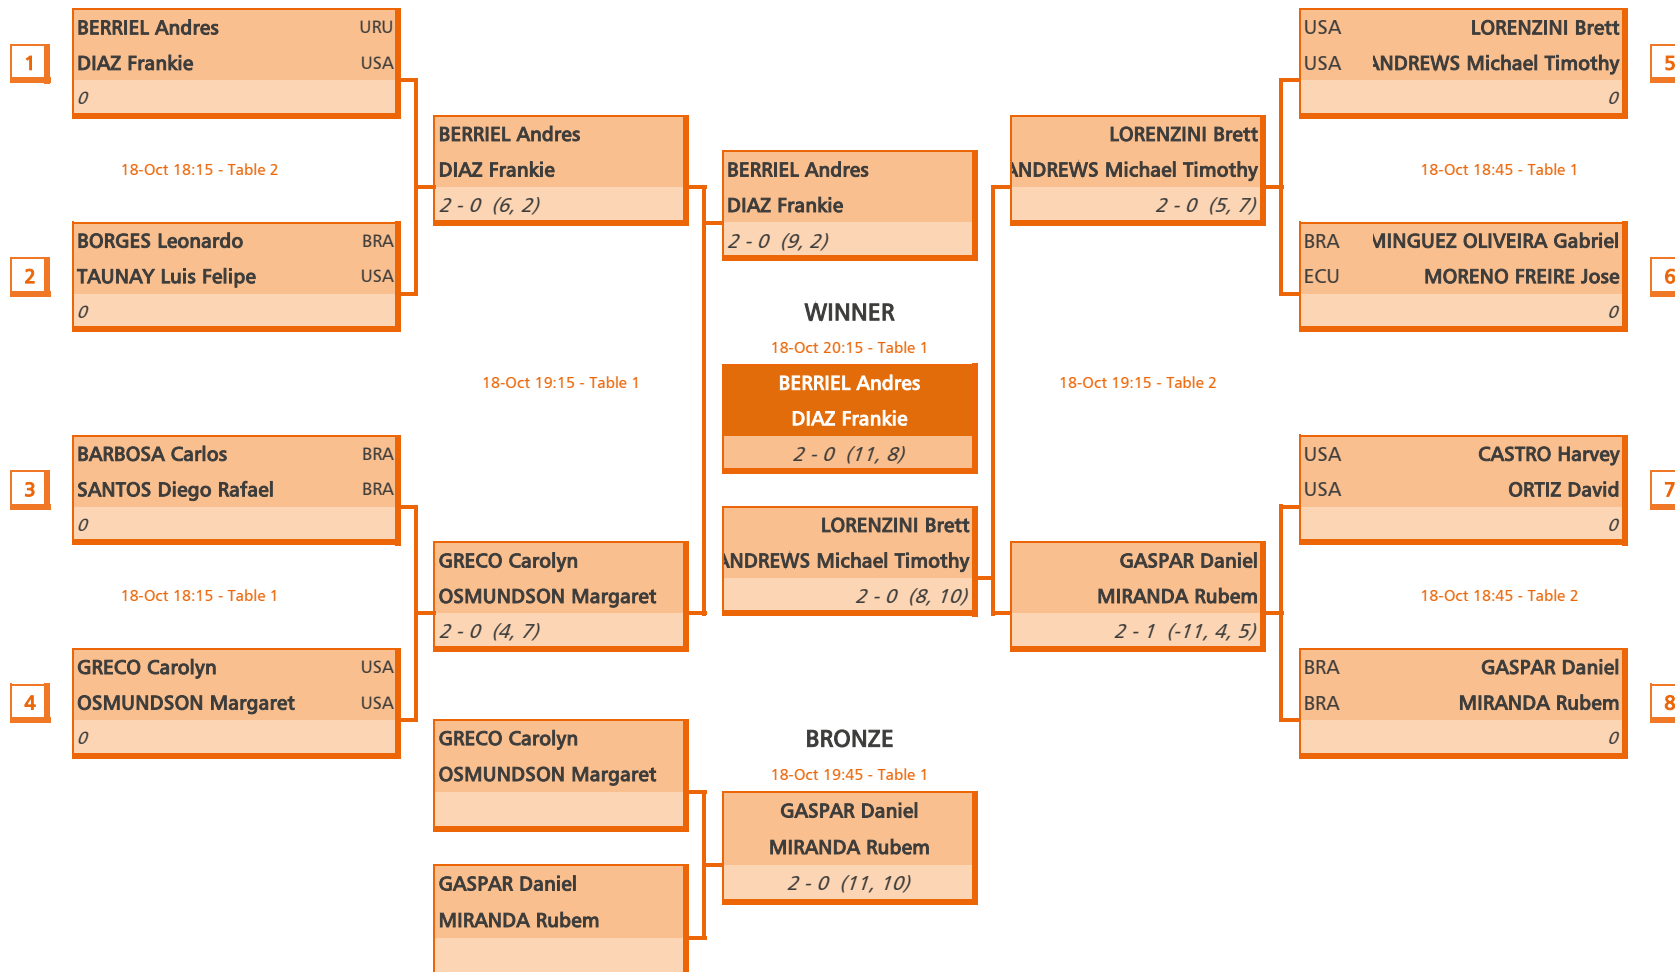 1
BERRIEL Andres URU
DIAZ Frankie USA
0
18-Oct 18:15 - Table 2
2
BORGES Leonardo BRA
TAUNAY Luis Felipe USA
0
3
BARBOSA Carlos BRA
SANTOS Diego Rafael BRA
0
18-Oct 18:15 - Table 1
4
GRECO Carolyn USA
OSMUNDSON Margaret USA
0
BERRIEL Andres
DIAZ Frankie
2 - 0 (6, 2)
18-Oct 19:15 - Table 1
GRECO Carolyn
OSMUNDSON Margaret
2 - 0 (4, 7)
GRECO Carolyn
OSMUNDSON Margaret
GASPAR Daniel
MIRANDA Rubem
BERRIEL Andres
DIAZ Frankie
2 - 0 (9, 2)
WINNER
18-Oct 20:15 - Table 1
BERRIEL Andres
DIAZ Frankie
2 - 0 (11, 8)
LORENZINI Brett
ANDREWS Michael Timothy
2 - 0 (8, 10)
BRONZE
18-Oct 19:45 - Table 1
GASPAR Daniel
MIRANDA Rubem
2 - 0 (11, 10)
LORENZINI Brett
ANDREWS Michael Timothy
2 - 0 (5, 7)
18-Oct 19:15 - Table 2
GASPAR Daniel
MIRANDA Rubem
2 - 1 (-11, 4, 5)
USA LORENZINI Brett
USA ANDREWS Michael Timothy
0
5
18-Oct 18:45 - Table 1
BRA MINGUEZ OLIVEIRA Gabriel
ECU MORENO FREIRE Jose
0
6
USA CASTRO Harvey
USA ORTIZ David
0
7
18-Oct 18:45 - Table 2
BRA GASPAR Daniel
BRA MIRANDA Rubem
0
8